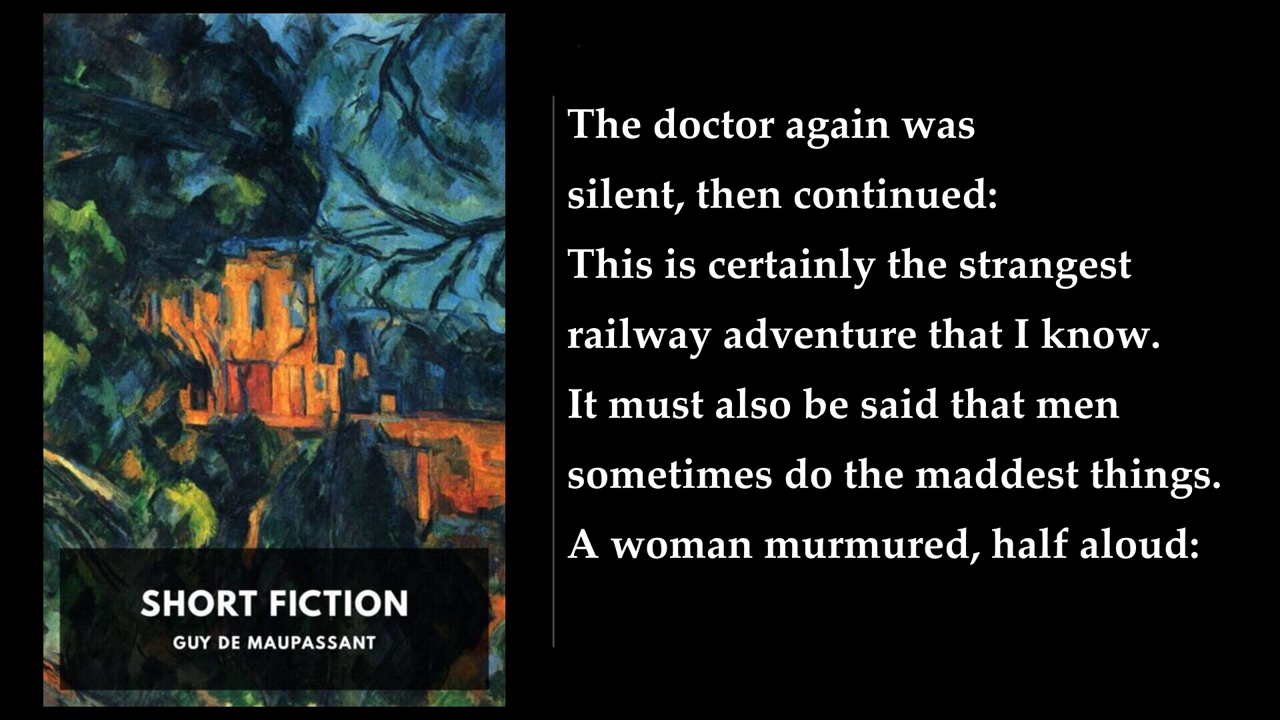 SHORT FICTION
GUY DE MAUPASSANT
The doctor again was
silent, then continued:
This is certainly the strangest
railway adventure that I know.
It must also be said that men
sometimes do the maddest things.
A woman murmured, half aloud: